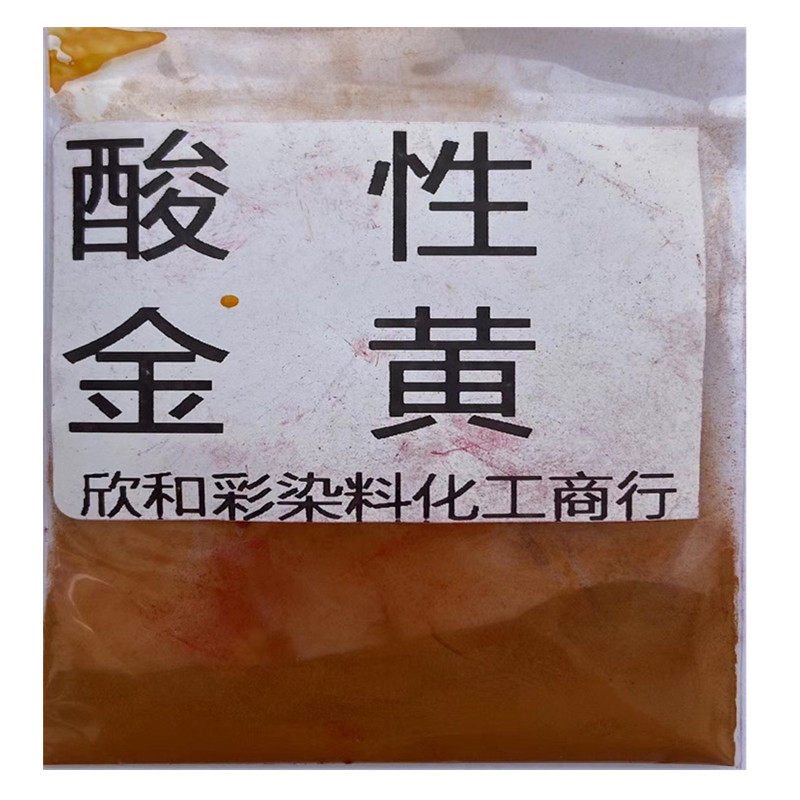 酸 性
金 黄
欣和彩染料化工商行